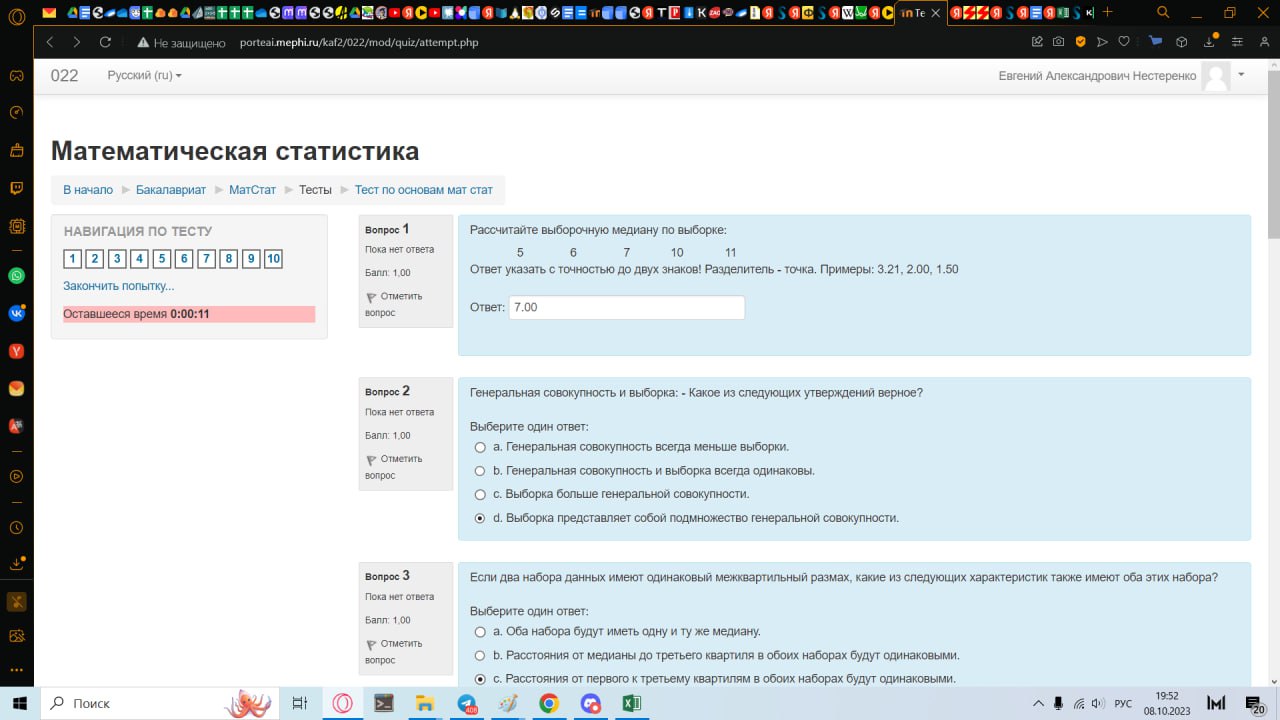 Те
Не защищено porteai.mephi.ru/kaf2/022/mod/quiz/attempt.php
022 Русский (ru) Евгений Александрович Нестеренко
Математическая статистика
В начало Бакалавриат МатСтат Тесты Тест по основам мат стат
НАВИГАЦИЯ ПО ТЕСТУ
1 2 3 4 5 6 7 8 9 10
Закончить попытку...
Оставшееся время 0:00:11
Вопрос 1
Пока нет ответа
Балл: 1,00
Отметить
вопрос
Рассчитайте выборочную медиану по выборке:
5 6 7 10 11
Ответ указать с точностью до двух знаков! Разделитель - точка. Примеры: 3.21, 2.00, 1.50
Ответ: 7.00
Вопрос 2
Пока нет ответа
Балл: 1,00
Отметить
вопрос
Генеральная совокупность и выборка: - Какое из следующих утверждений верное?
Выберите один ответ:
a. Генеральная совокупность всегда меньше выборки.
b. Генеральная совокупность и выборка всегда одинаковы.
c. Выборка больше генеральной совокупности.
d. Выборка представляет собой подмножество генеральной совокупности.
Вопрос 3
Пока нет ответа
Балл: 1,00
Отметить
вопрос
Если два набора данных имеют одинаковый межквартильный размах, какие из следующих характеристик также имеют оба этих набора?
Выберите один ответ:
a. Оба набора будут иметь одну и ту же медиану.
b. Расстояния от медианы до третьего квартиля в обоих наборах будут одинаковыми.
c. Расстояния от первого к третьему квартилям в обоих наборах будут одинаковыми.
Поиск
РУС
19:52
08.10.2023
20